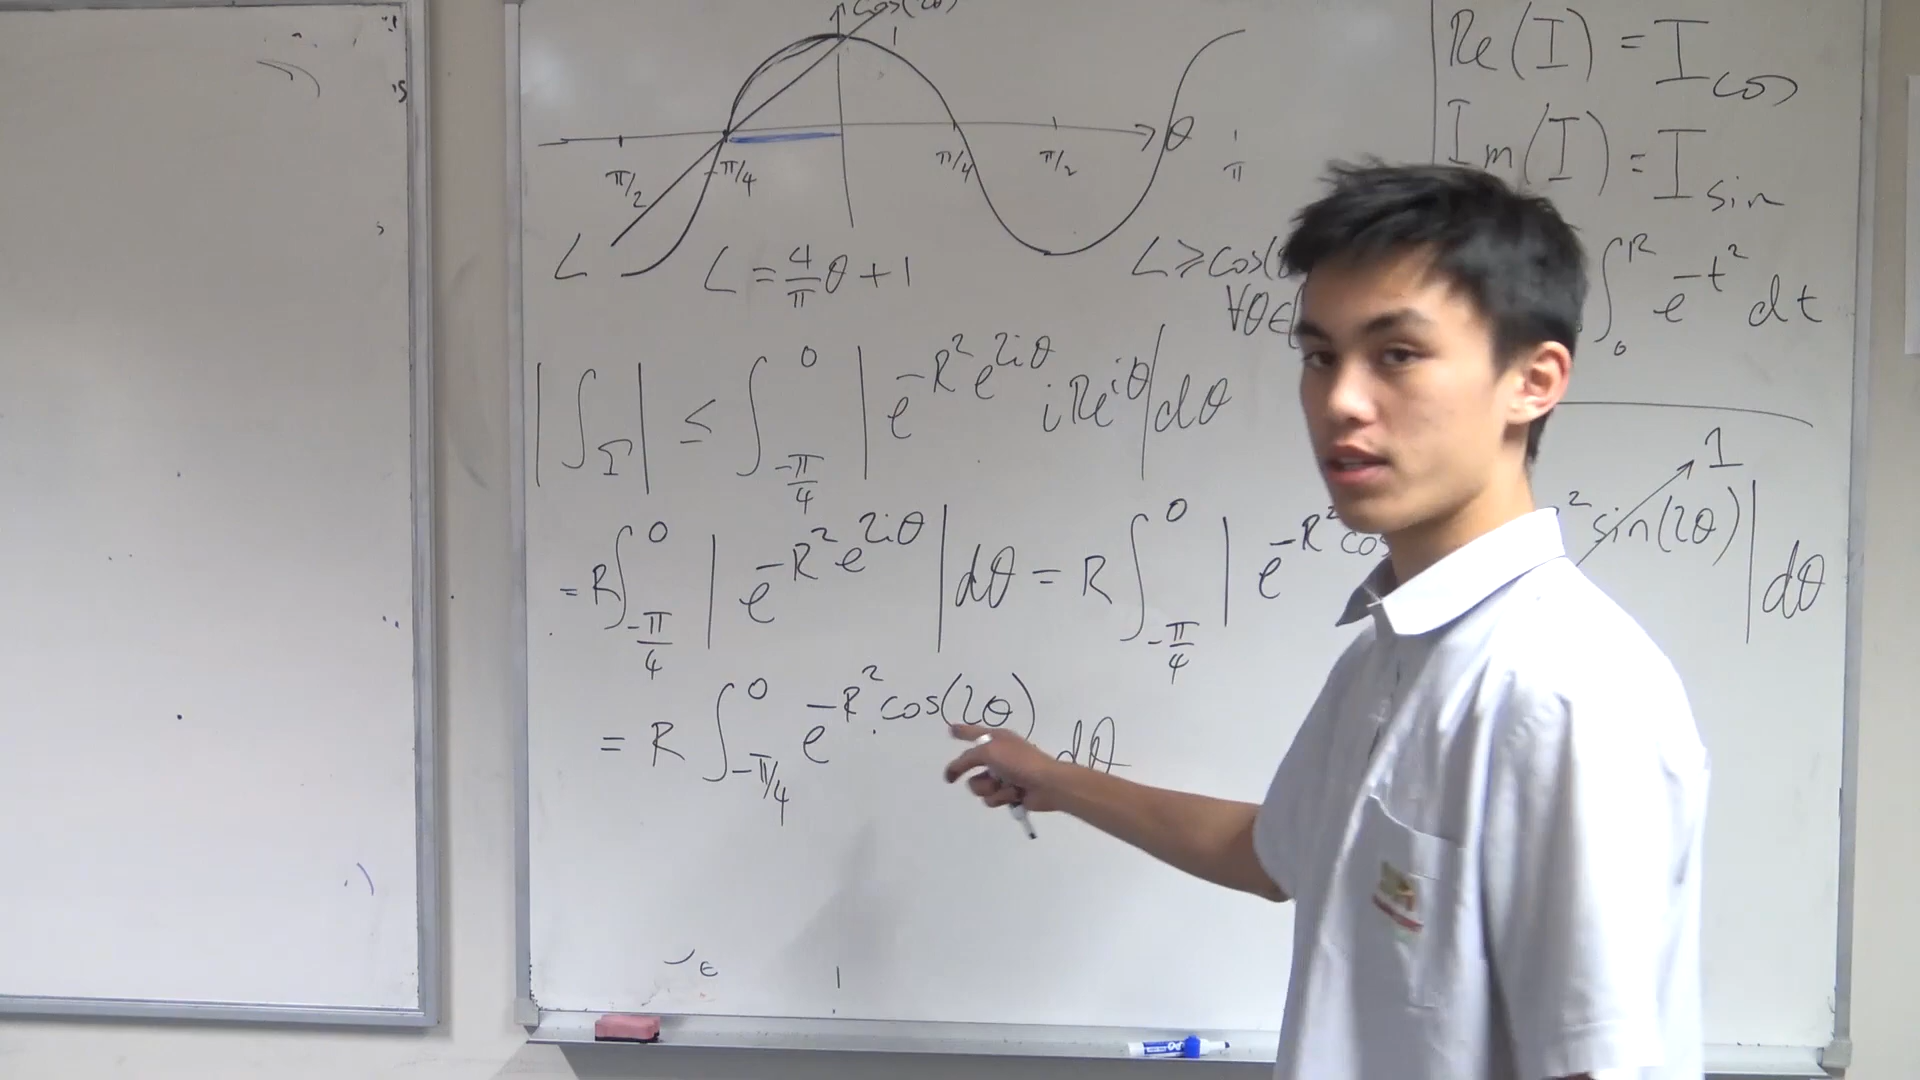 cos(2θ)
1
π/2 -π/4 π/4 π/2 θ π
L L = 4/π θ + 1 L ≥ cos(
∀θ∈
Re(I) = I_cos
Im(I) = I_sin
∫_0^R e^{-t^2} dt
|∫_Γ| ≤ ∫_{-π/4}^0 |e^{-R^2 e^{2iθ}} iRe^{iθ}| dθ
= R∫_{-π/4}^0 |e^{-R^2 e^{2iθ}}| dθ = R ∫_{-π/4}^0 |e^{-R^2 cos ^2 sin(2θ)}| dθ
1
= R ∫_{-π/4}^0 e^{-R^2 cos(2θ)} dθ